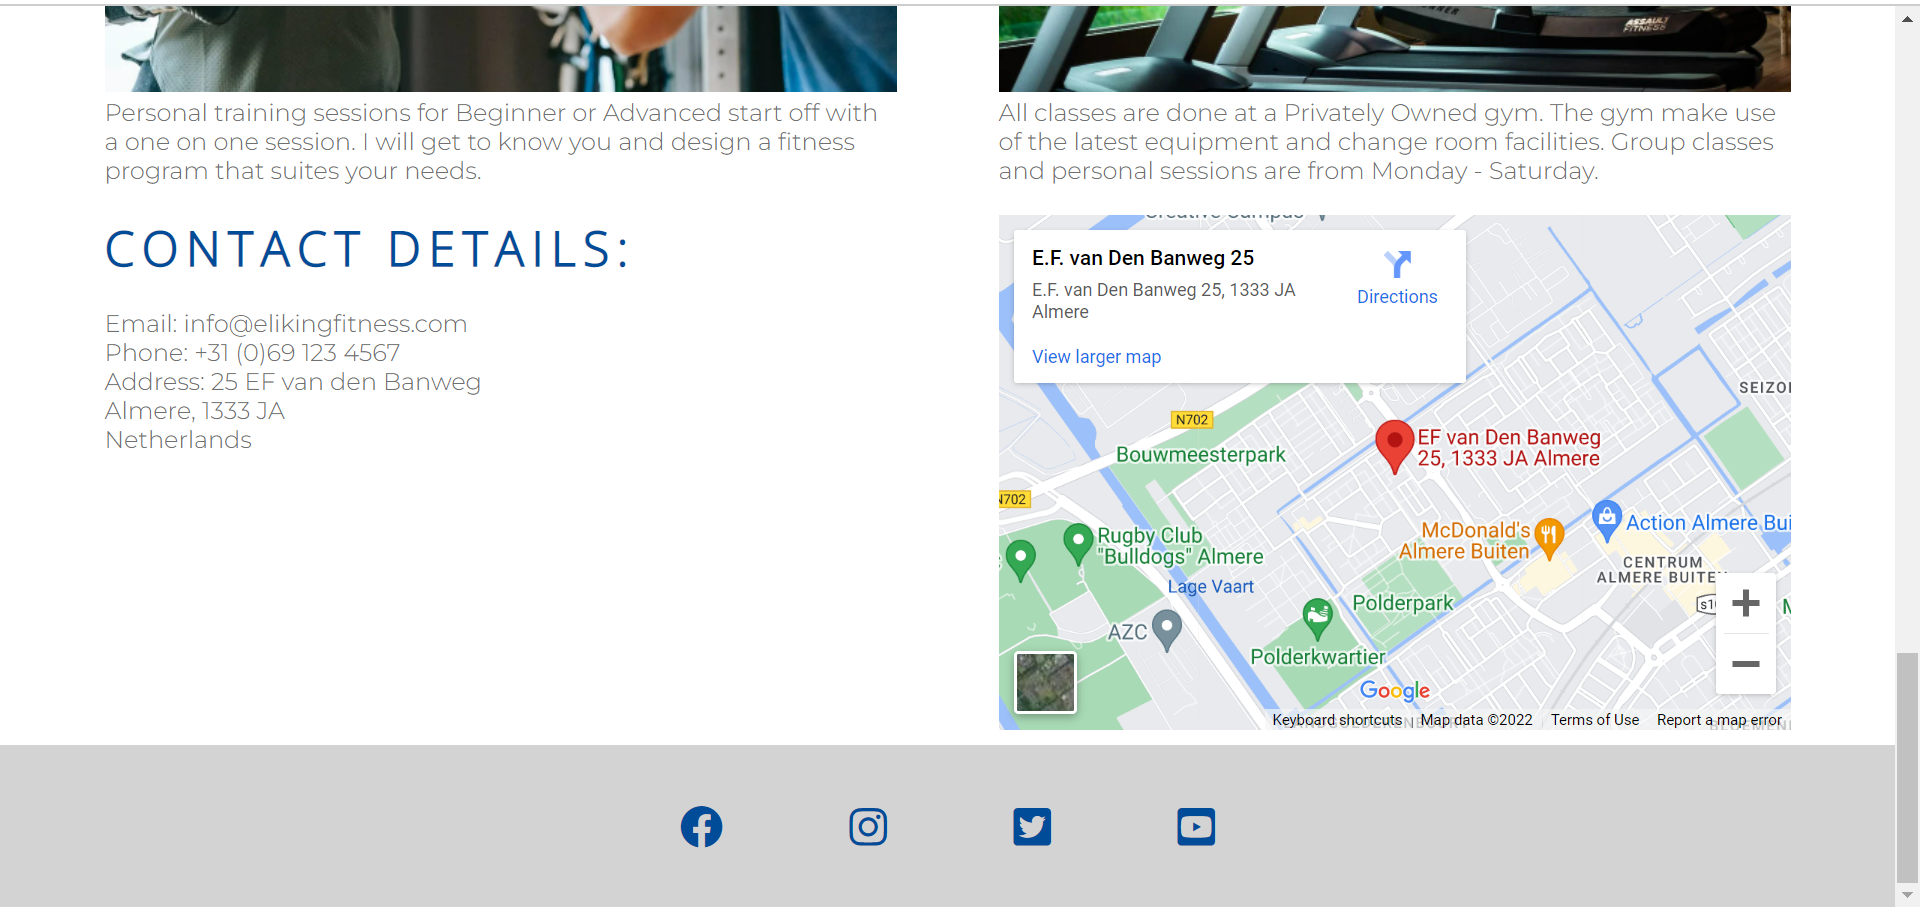 ASSAULT
FITNESS
Personal training sessions for Beginner or Advanced start off with
a one on one session. I will get to know you and design a fitness
program that suites your needs.
All classes are done at a Privately Owned gym. The gym make use
of the latest equipment and change room facilities. Group classes
and personal sessions are from Monday - Saturday.
CONTACT DETAILS:
Email: info@elikingfitness.com
Phone: +31 (0)69 123 4567
Address: 25 EF van den Banweg
Almere, 1333 JA
Netherlands
Creative Campus
E.F. van Den Banweg 25
E.F. van Den Banweg 25, 1333 JA
Almere
Directions
View larger map
SEIZO
N702
EF van Den Banweg
25, 1333 JA Almere
Bouwmeesterpark
N702
McDonald's
Almere Buiten
Action Almere Bui
Rugby Club
"Bulldogs" Almere
CENTRUM
ALMERE BUITEN
Lage Vaart
Polderpark
AZC
Polderkwartier
Google
Keyboard shortcuts
Map data ©2022
Terms of Use
Report a map error